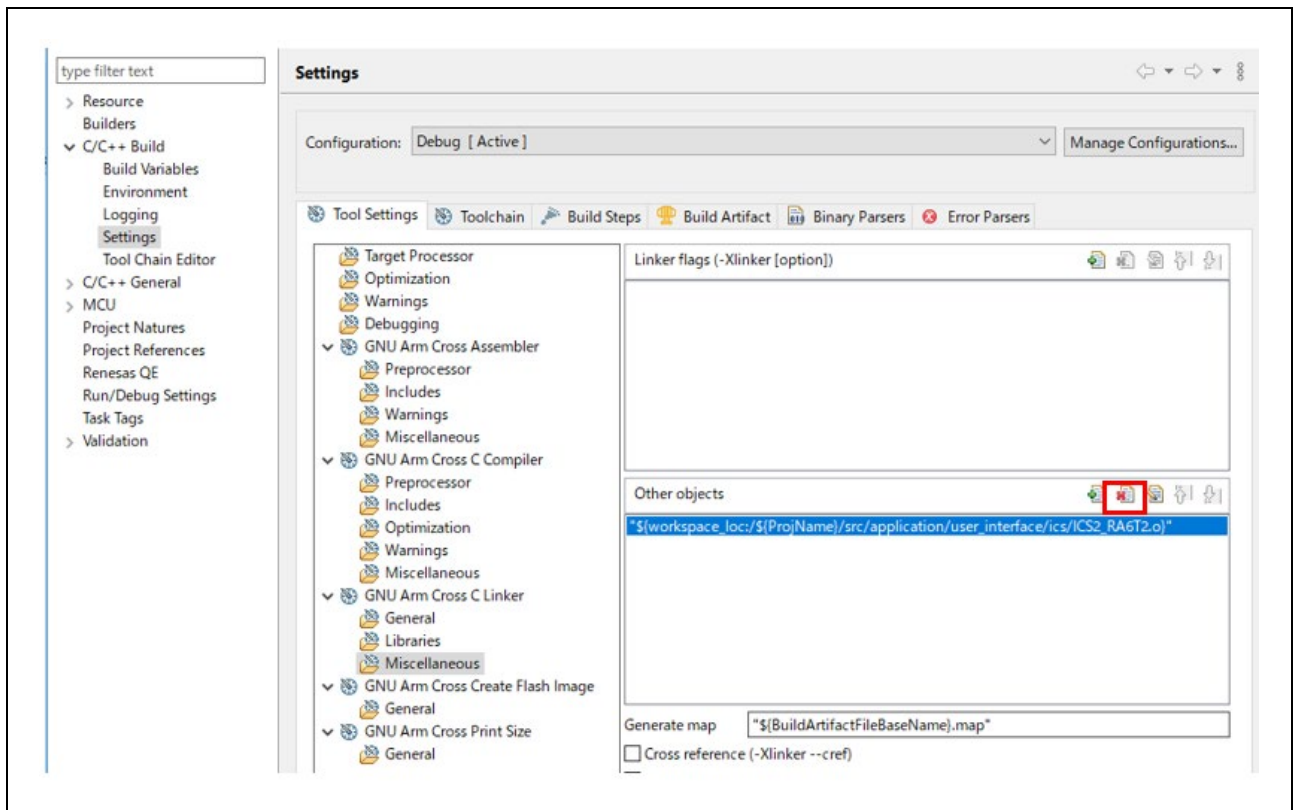 type filter text
Resource
Builders
C/C++ Build
Build Variables
Environment
Logging
Settings
Tool Chain Editor
C/C++ General
MCU
Project Natures
Project References
Renesas QE
Run/Debug Settings
Task Tags
Validation
Settings
Configuration: Debug [ Active ] Manage Configurations...
Tool Settings Toolchain Build Steps Build Artifact Binary Parsers Error Parsers
Target Processor
Optimization
Warnings
Debugging
GNU Arm Cross Assembler
Preprocessor
Includes
Warnings
Miscellaneous
GNU Arm Cross C Compiler
Preprocessor
Includes
Optimization
Warnings
Miscellaneous
GNU Arm Cross C Linker
General
Libraries
Miscellaneous
GNU Arm Cross Create Flash Image
General
GNU Arm Cross Print Size
General
Linker flags (-Xlinker [option])
Other objects
"${workspace_loc:/${ProjName}/src/application/user_interface/ics/ICS2_RA6T2.o}"
Generate map "${BuildArtifactFileBaseName}.map"
Cross reference (-Xlinker --cref)